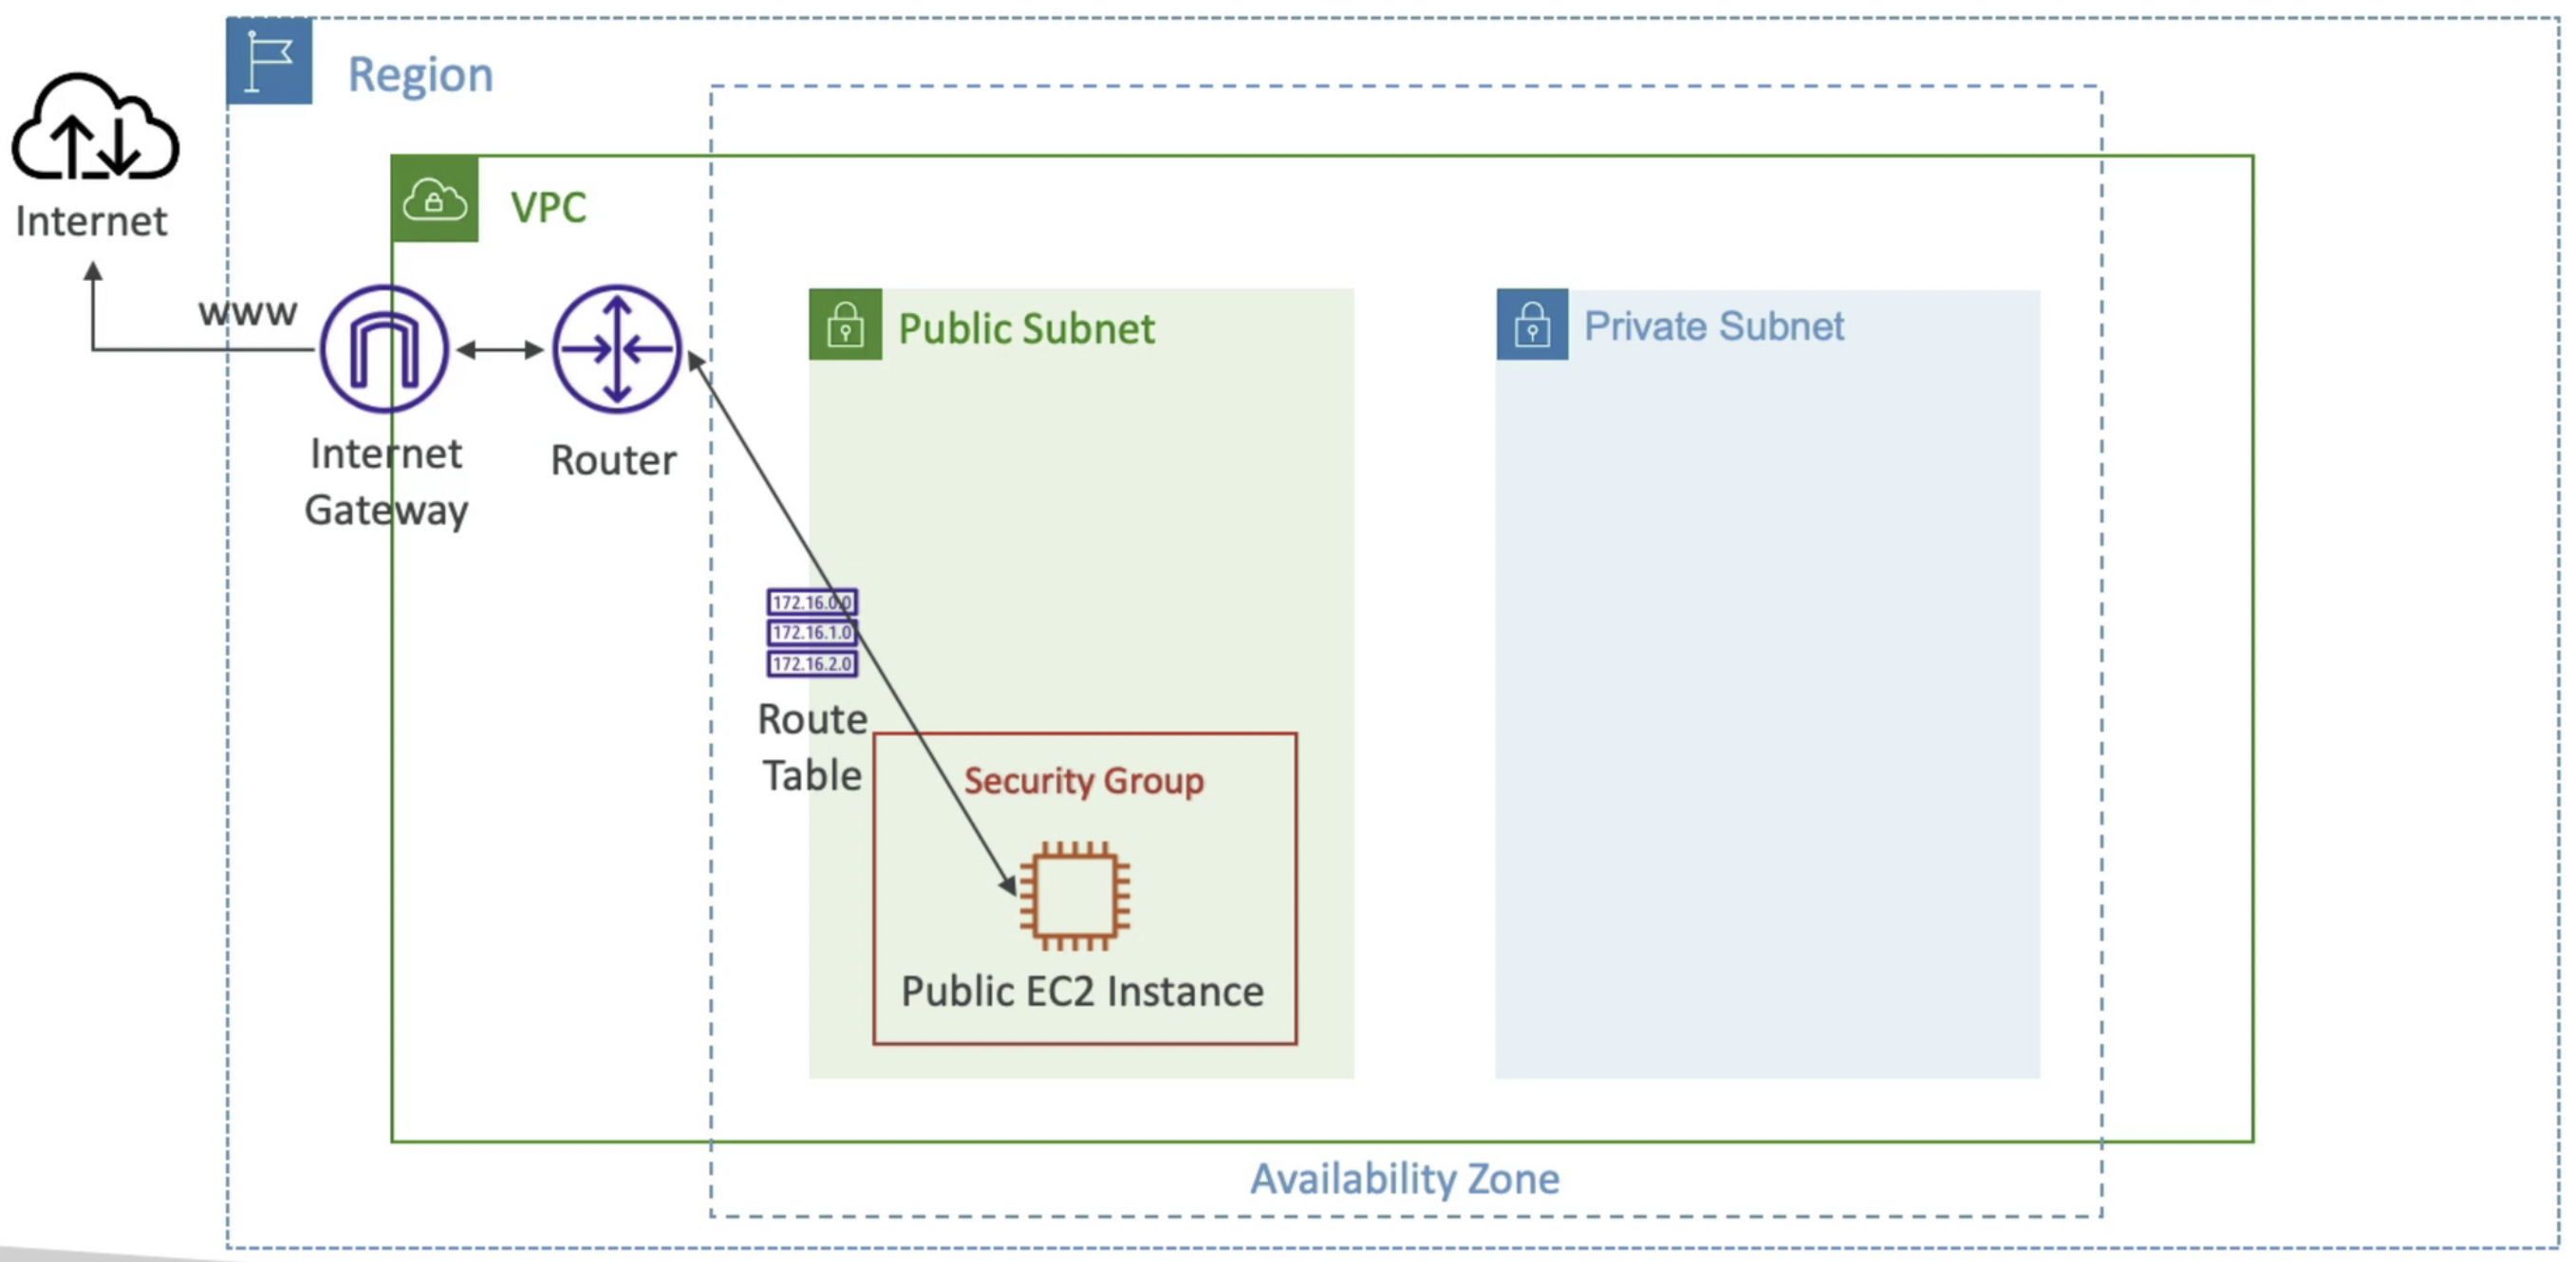 Region
Internet
VPC
www
Internet
Gateway
Router
Public Subnet
Private Subnet
172.16.0.0
172.16.1.0
172.16.2.0
Route
Table
Security Group
Public EC2 Instance
Availability Zone